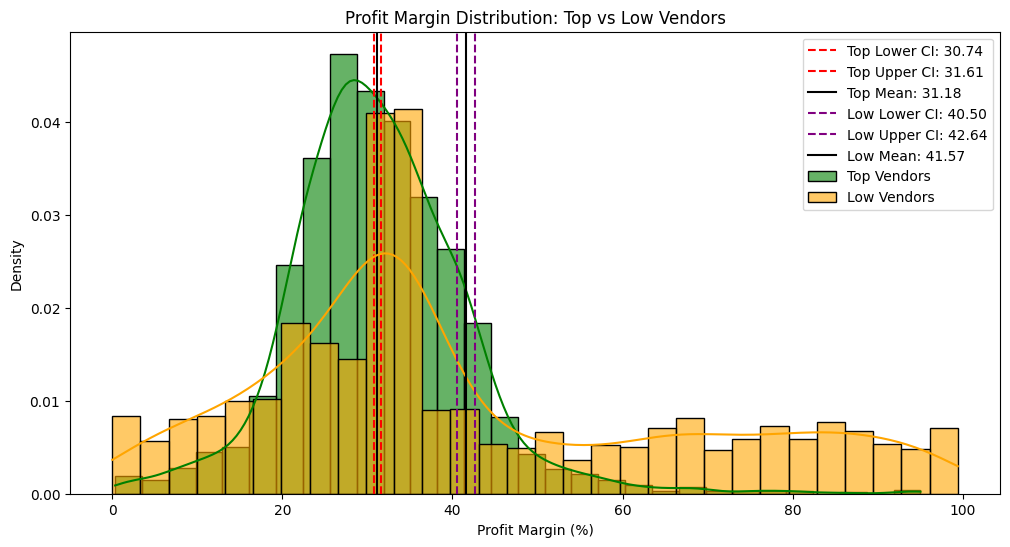 Profit Margin Distribution: Top vs Low Vendors
Top Lower CI: 30.74
Top Upper CI: 31.61
Top Mean: 31.18
Low Lower CI: 40.50
Low Upper CI: 42.64
Low Mean: 41.57
Top Vendors
Low Vendors
Density
0.04
0.03
0.02
0.01
0.00
0
20
40
60
80
100
Profit Margin (%)